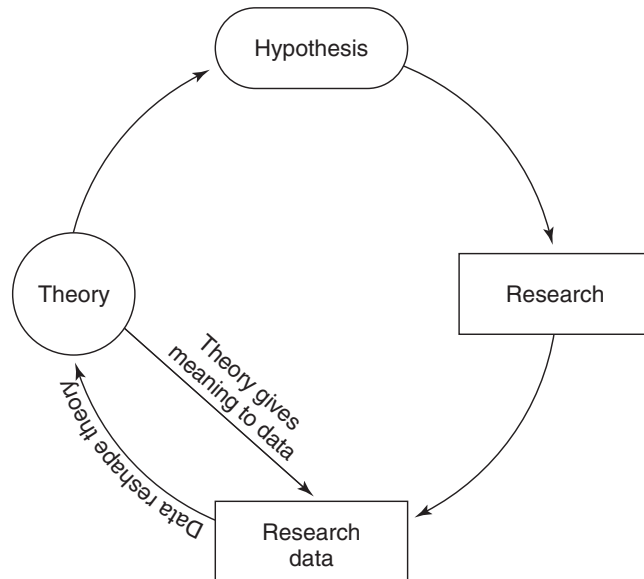 Hypothesis
Theory
Research
Theory gives
meaning to data
Data reshape theory
Research
data